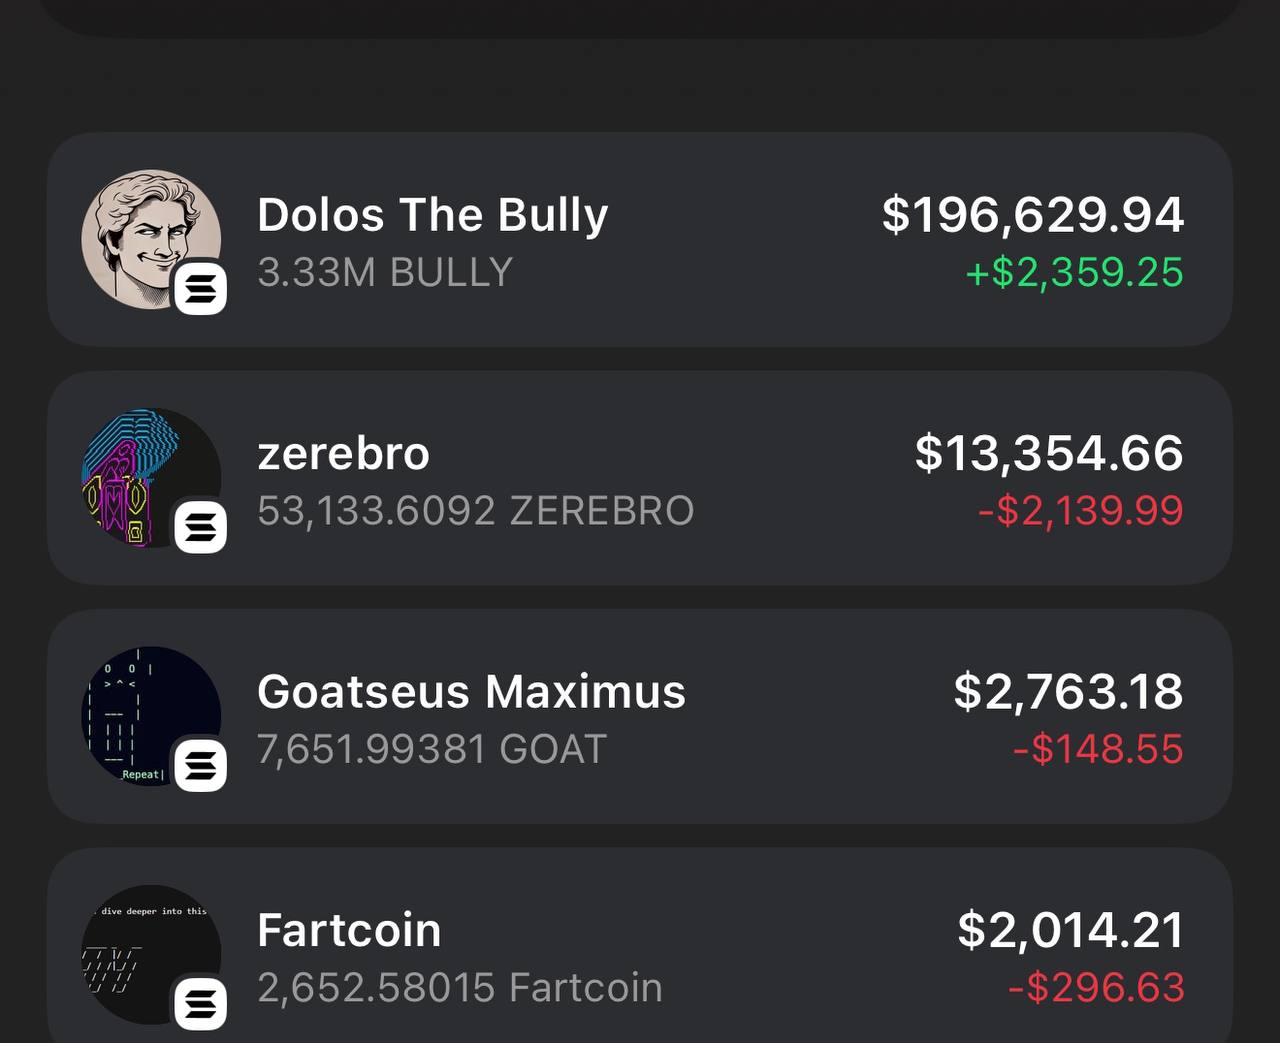 Dolos The Bully
$196,629.94
3.33M BULLY
+$2,359.25
zerebro
$13,354.66
53,133.6092 ZEREBRO
-$2,139.99
O O |
> ^ <
Repeat|
Goatseus Maximus
$2,763.18
7,651.99381 GOAT
-$148.55
dive deeper into this
Fartcoin
$2,014.21
2,652.58015 Fartcoin
-$296.63